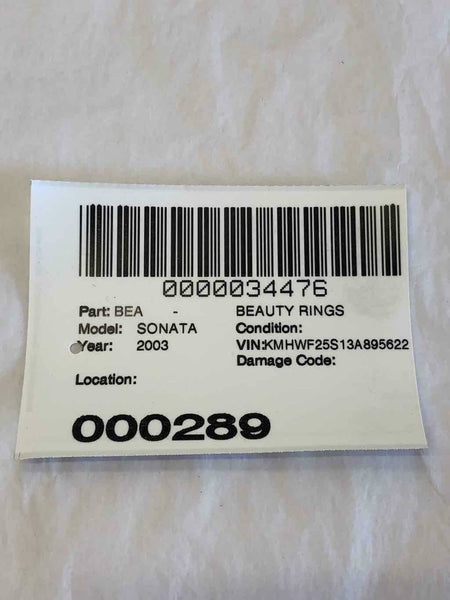 0000034476
Part: BEA - BEAUTY RINGS
Model: SONATA Condition:
Year: 2003 VIN:KMHWF25S13A895622
Damage Code:
Location:
000289